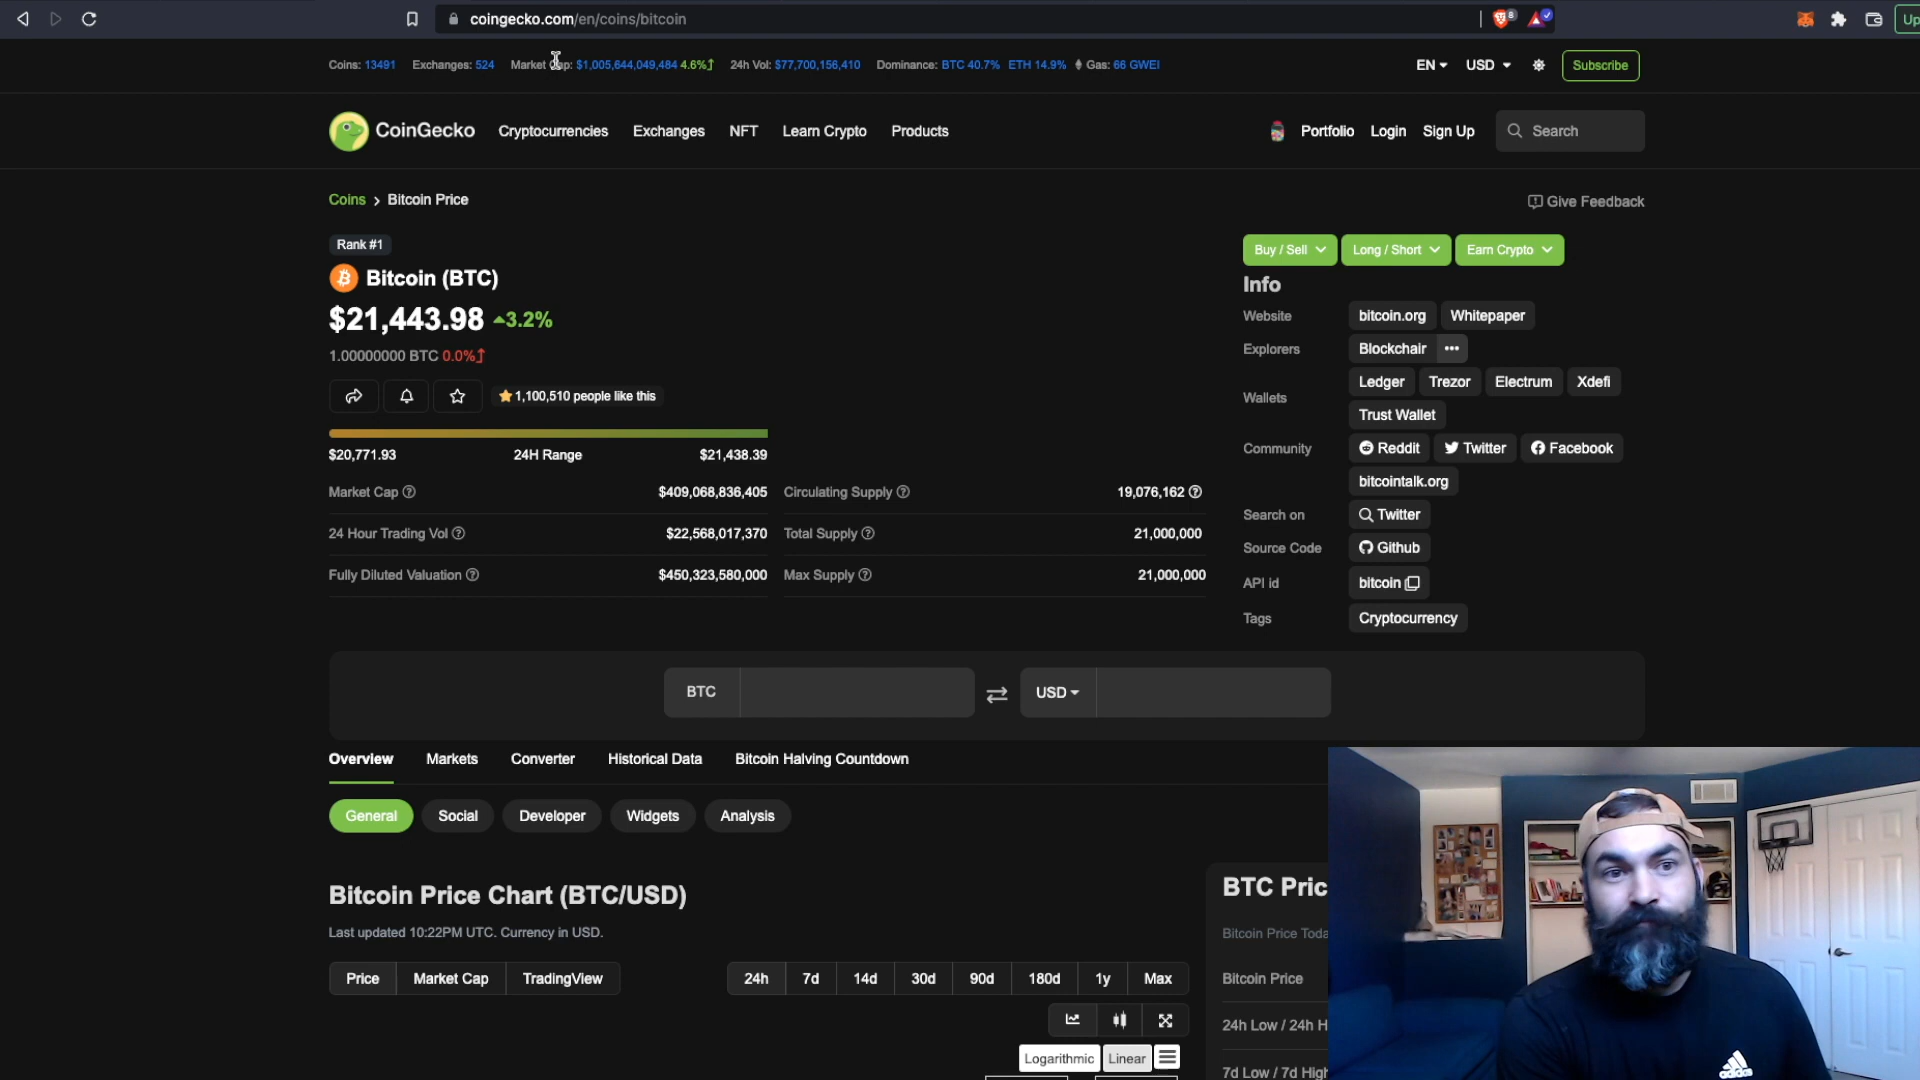 coingecko.com/en/coins/bitcoin
8
Up
Coins: 13491 Exchanges: 524 Market Cap: $1,005,644,049,484 4.6% 24h Vol: $77,700,156,410 Dominance: BTC 40.7% ETH 14.9% Gas: 66 GWEI
EN USD Subscribe
CoinGecko Cryptocurrencies Exchanges NFT Learn Crypto Products
Portfolio Login Sign Up Search
Coins > Bitcoin Price
Give Feedback
Rank #1
Bitcoin (BTC)
$21,443.98 3.2%
1.00000000 BTC 0.0%
1,100,510 people like this
$20,771.93 24H Range $21,438.39
Market Cap $409,068,836,405
24 Hour Trading Vol $22,568,017,370
Fully Diluted Valuation $450,323,580,000
Circulating Supply 19,076,162
Total Supply 21,000,000
Max Supply 21,000,000
Buy / Sell Long / Short Earn Crypto
Info
Website bitcoin.org Whitepaper
Explorers Blockchair •••
Wallets Ledger Trezor Electrum Xdefi
Trust Wallet
Community Reddit Twitter Facebook
bitcointalk.org
Search on Twitter
Source Code Github
API id bitcoin
Tags Cryptocurrency
BTC USD
Overview Markets Converter Historical Data Bitcoin Halving Countdown
General Social Developer Widgets Analysis
Bitcoin Price Chart (BTC/USD)
Last updated 10:22PM UTC. Currency in USD.
Price Market Cap TradingView
24h 7d 14d 30d 90d 180d 1y Max
Logarithmic Linear
BTC Pric
Bitcoin Price Toda
Bitcoin Price
24h Low / 24h H
7d Low / 7d High
adidas